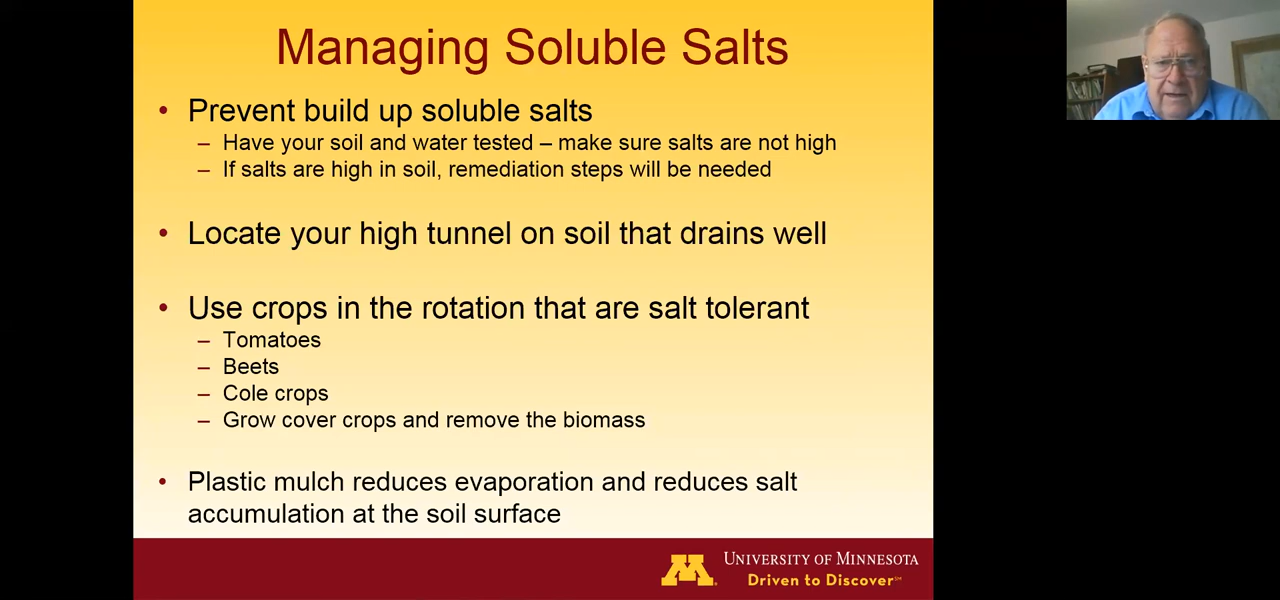 Managing Soluble Salts
• Prevent build up soluble salts
– Have your soil and water tested – make sure salts are not high
– If salts are high in soil, remediation steps will be needed
• Locate your high tunnel on soil that drains well
• Use crops in the rotation that are salt tolerant
– Tomatoes
– Beets
– Cole crops
– Grow cover crops and remove the biomass
• Plastic mulch reduces evaporation and reduces salt
accumulation at the soil surface
M
UNIVERSITY OF MINNESOTA
Driven to Discover℠